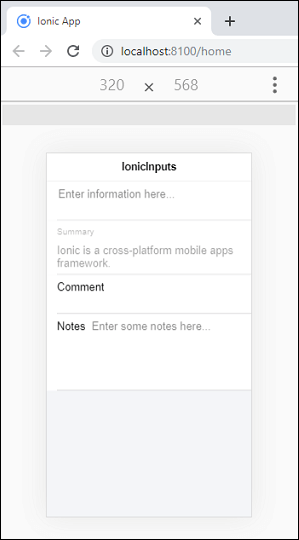 Ionic App
localhost:8100/home
320 × 568
IonicInputs
Enter information here...
Summary
Ionic is a cross-platform mobile apps
framework.
Comment
Notes Enter some notes here...